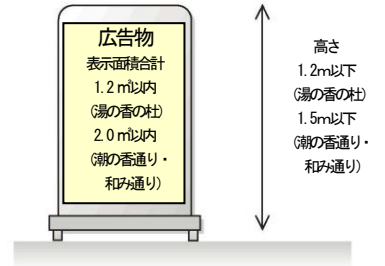 広告物
表示面積合計
1.2㎡以内
(湯の香の杜)
2.0㎡以内
(潮の香通り・
和み通り)
高さ
1.2m以下
(湯の香の杜)
1.5m以下
(潮の香通り・
和み通り)